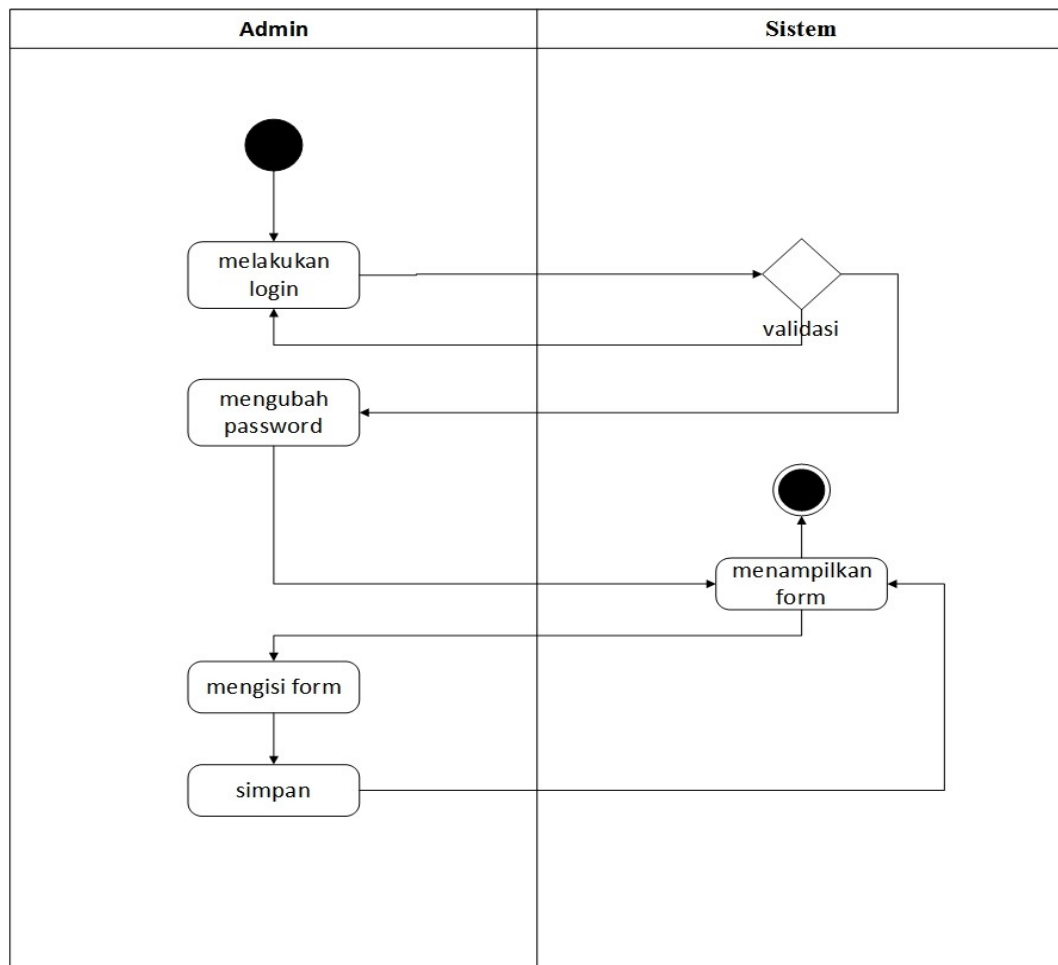 Admin
Sistem
melakukan
login
validasi
mengubah
password
menampilkan
form
mengisi form
simpan